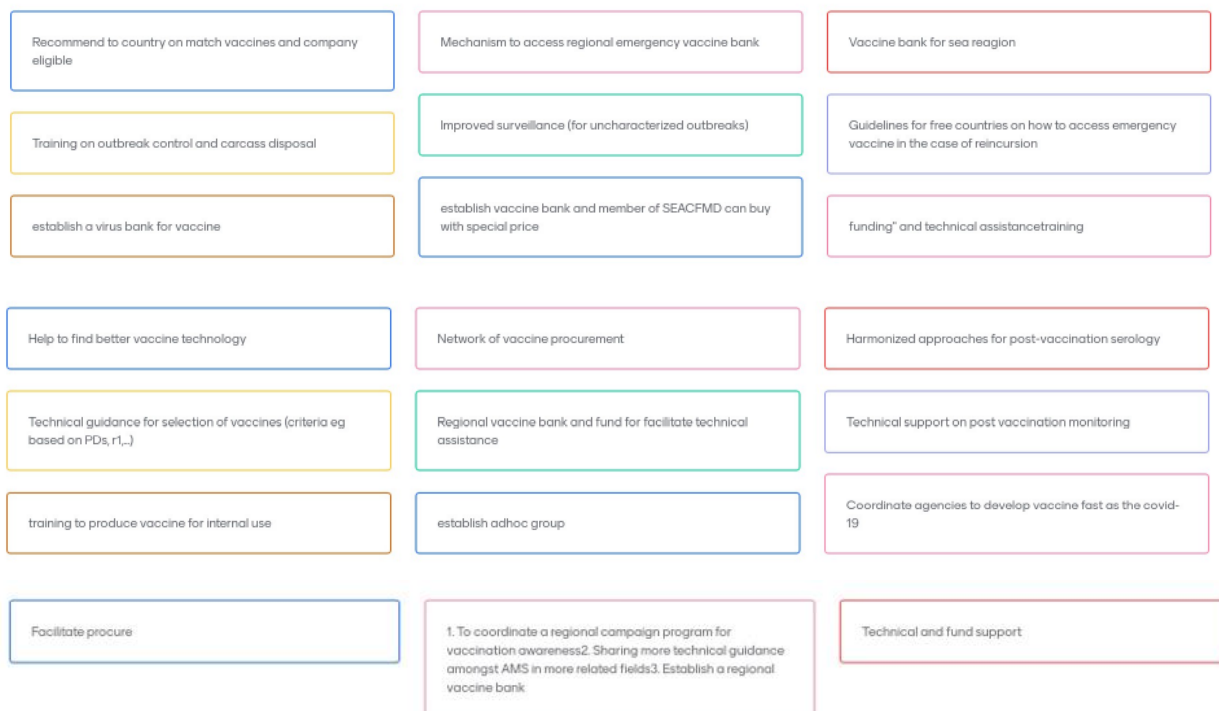 Recommend to country on match vaccines and company
eligible
Mechanism to access regional emergency vaccine bank
Vaccine bank for sea reagion
Training on outbreak control and carcass disposal
Improved surveillance (for uncharacterized outbreaks)
Guidelines for free countries on how to access emergency
vaccine in the case of reincursion
establish a virus bank for vaccine
establish vaccine bank and member of SEACFMD can buy
with special price
funding" and technical assistancetraining
Help to find better vaccine technology
Network of vaccine procurement
Harmonized approaches for post-vaccination serology
Technical guidance for selection of vaccines (criteria eg
based on PDs, r1,...)
Regional vaccine bank and fund for facilitate technical
assistance
Technical support on post vaccination monitoring
training to produce vaccine for internal use
establish adhoc group
Coordinate agencies to develop vaccine fast as the covid-
19
Facilitate procure
1. To coordinate a regional campaign program for
vaccination awareness2. Sharing more technical guidance
amongst AMS in more related fields3. Establish a regional
vaccine bank
Technical and fund support